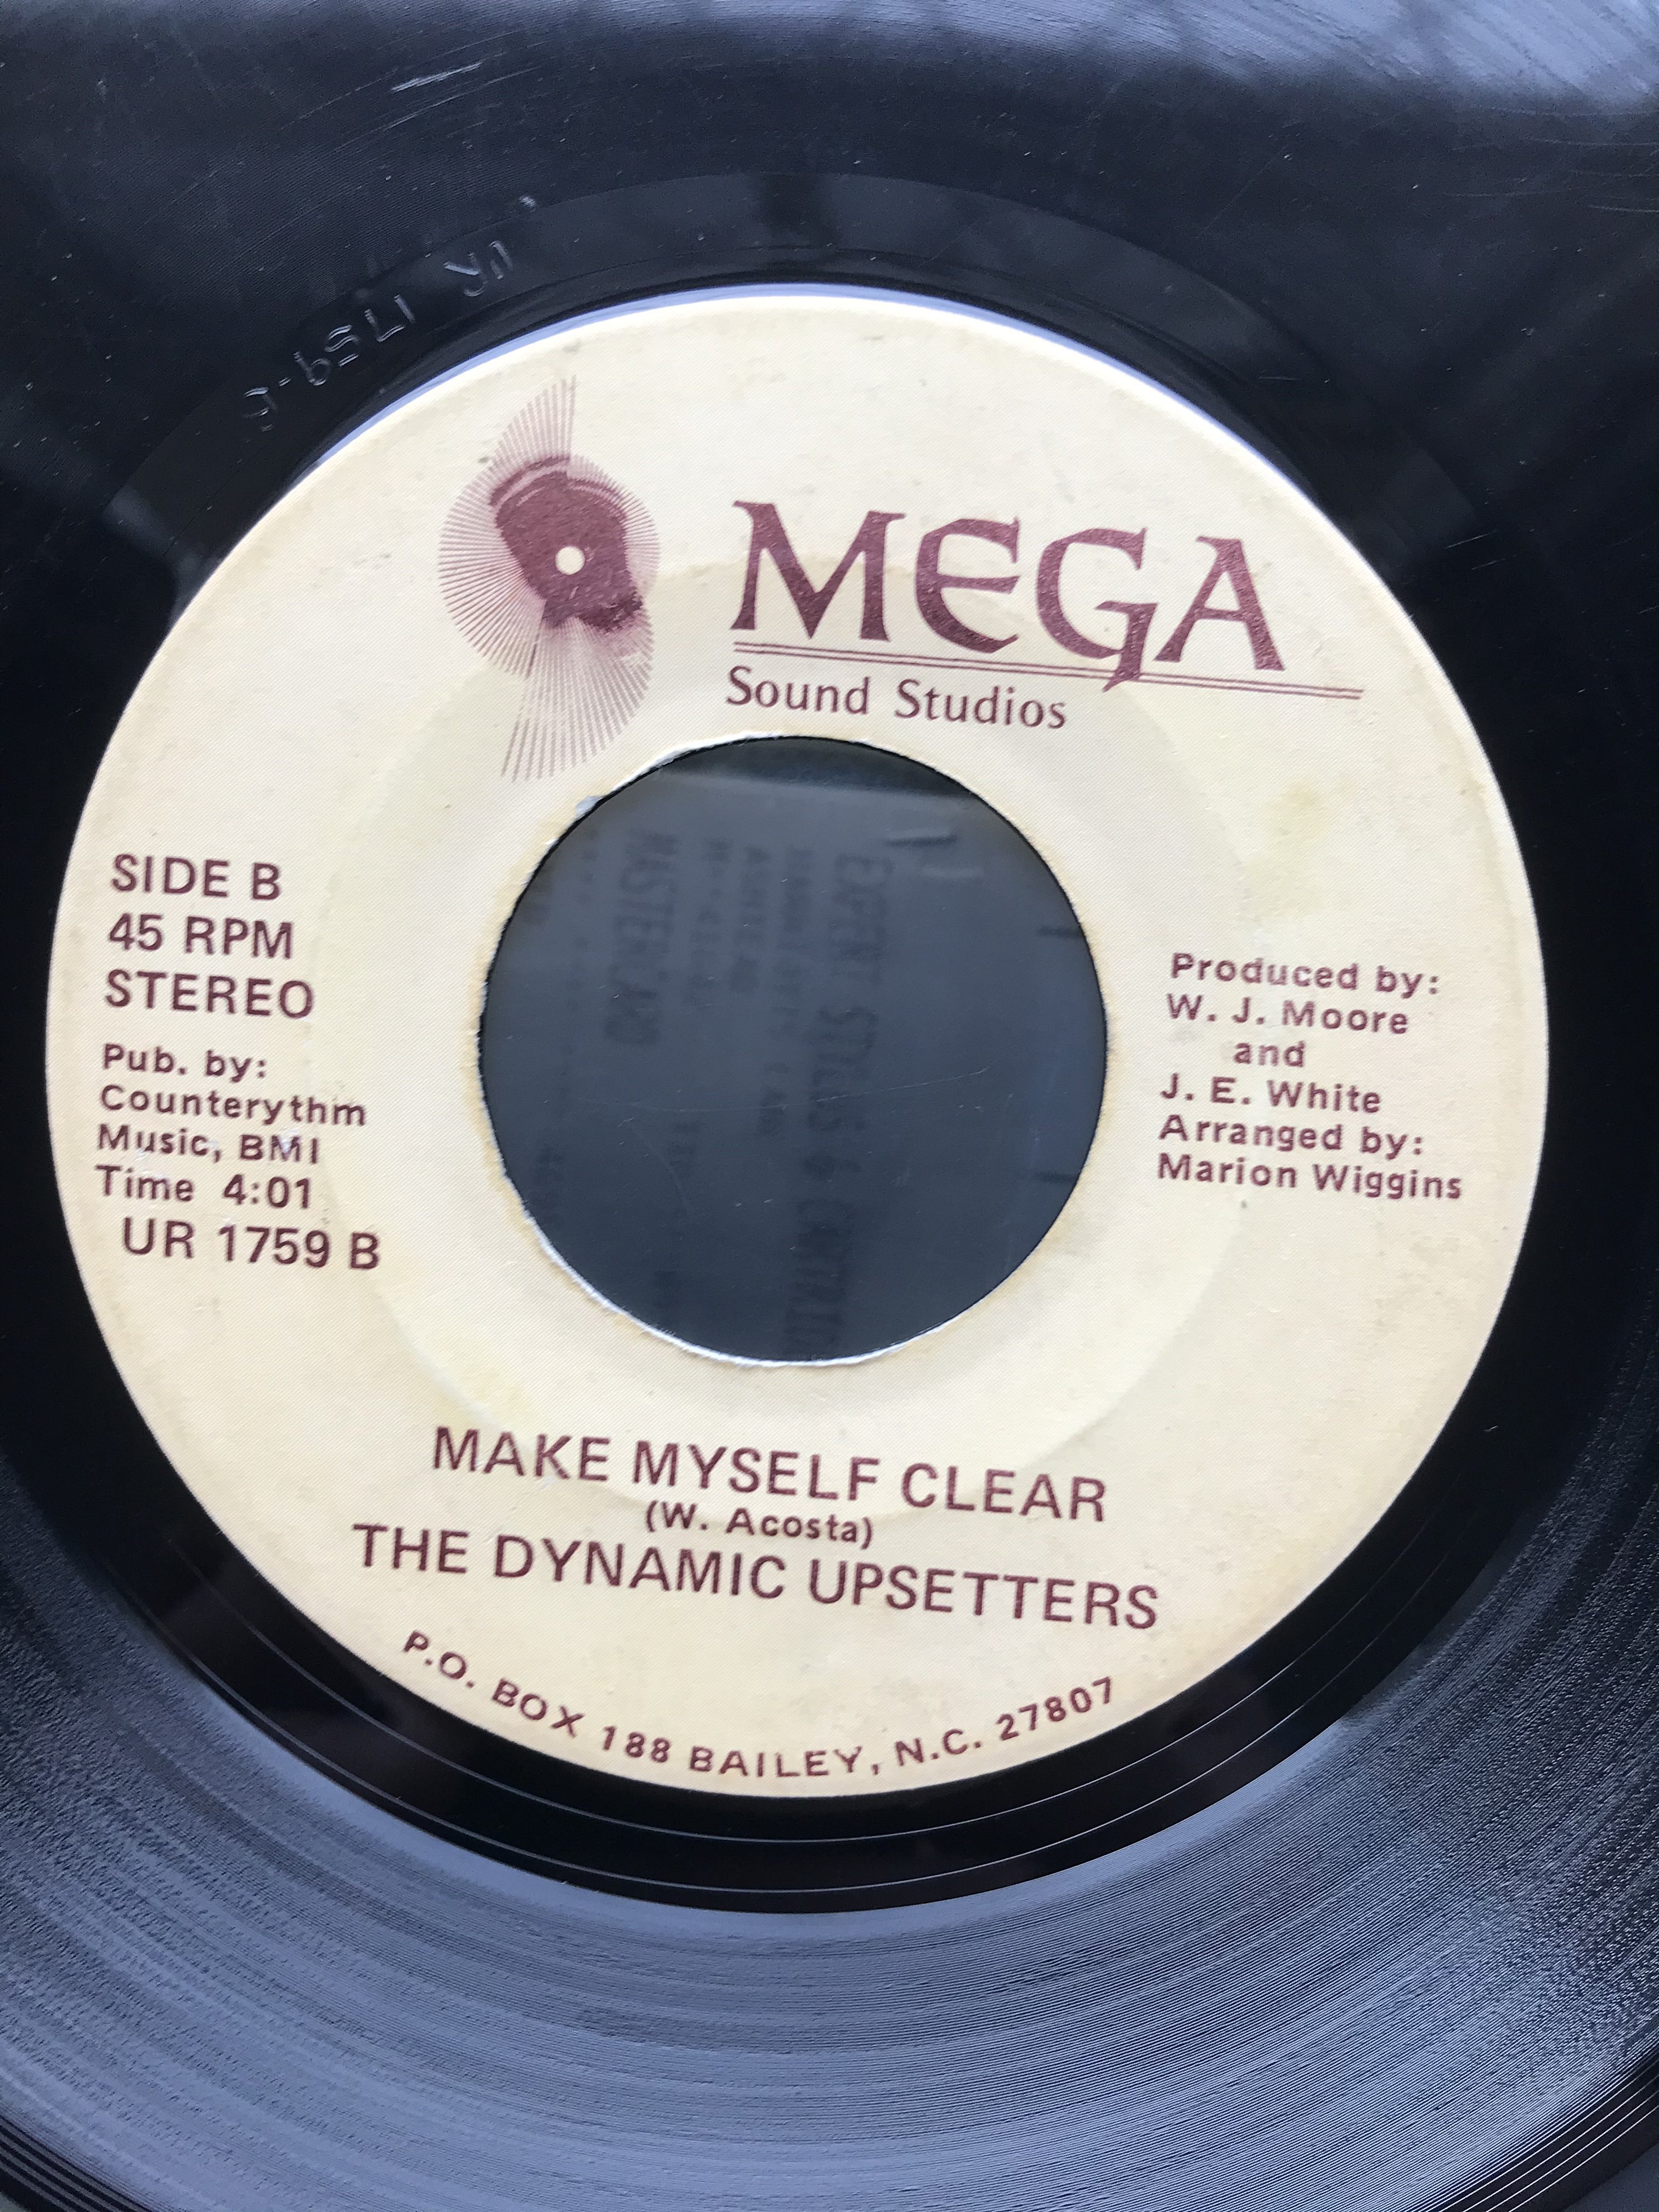 UR 1759
MEGA
Sound Studios
SIDE B
45 RPM
STEREO
Pub. by:
Counterythm
Music, BMI
Time 4:01
UR 1759 B
Produced by:
W. J. Moore
and
J. E. White
Arranged by:
Marion Wiggins
MAKE MYSELF CLEAR
(W. Acosta)
THE DYNAMIC UPSETTERS
P.O. BOX 188 BAILEY, N.C. 27807